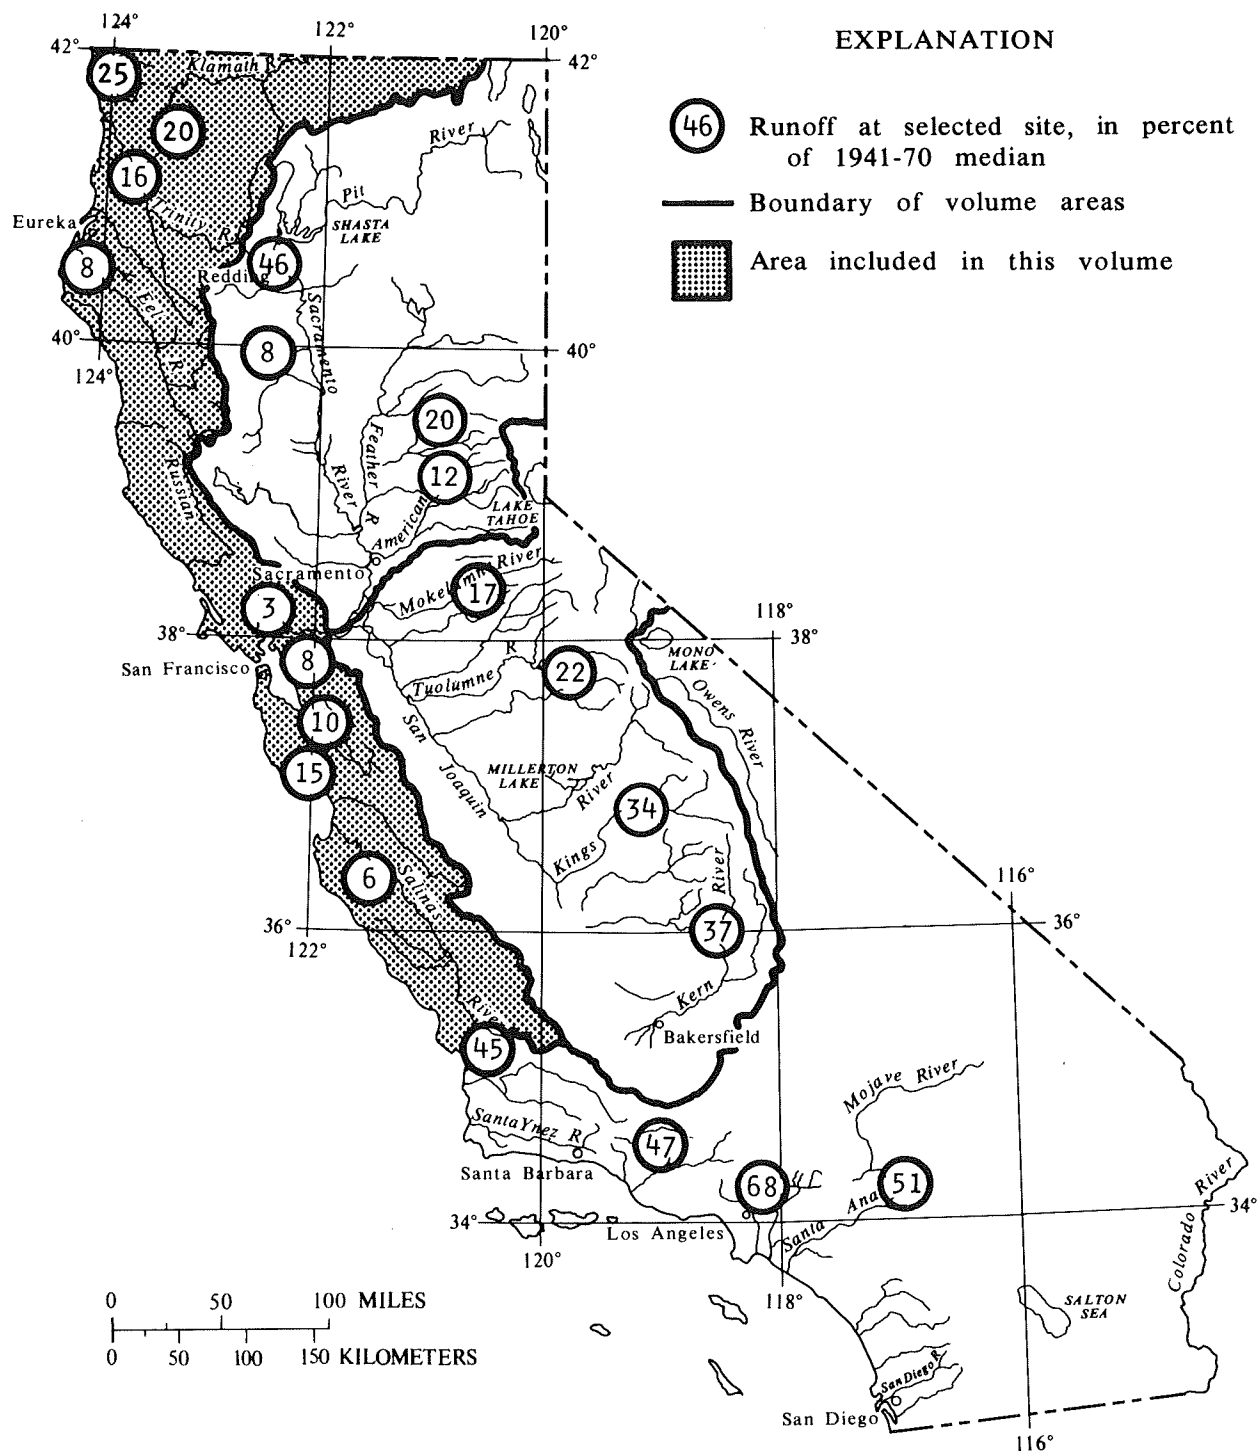 124°
122°
120°
42°
42°
EXPLANATION
46 Runoff at selected site, in percent
of 1941-70 median
Boundary of volume areas
Area included in this volume
25
Klamath R.
20
16
River
Pit
Trinity
R.
SHASTA
LAKE
Eureka
8
46
Redding
Eel
R.
Sacramento
40°
40°
124°
8
20
Feather
12
River
R.
Russian
American
LAKE
TAHOE
Sacramento
Mokelumne River
17
3
118°
38°
38°
San Francisco
8
R.
MONO
LAKE
22
Tuolumne
Owens River
10
San
Joaquin
15
MILLERTON
LAKE
River
34
Kings
6
Salinas
River
116°
36°
122°
37
36°
Kern
River
Bakersfield
45
Mojave River
Santa Ynez R.
47
Santa Barbara
68
51
Santa Ana
River
34°
34°
Los Angeles
120°
Colorado
118°
0 50 100 MILES
0 50 100 150 KILOMETERS
SALTON
SEA
San Diego R.
San Diego
116°